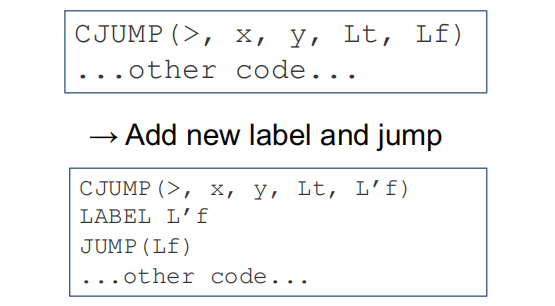 CJUMP(>, x, y, Lt, Lf)
...other code...
→ Add new label and jump
CJUMP(>, x, y, Lt, L’f)
LABEL L’f
JUMP(Lf)
...other code...